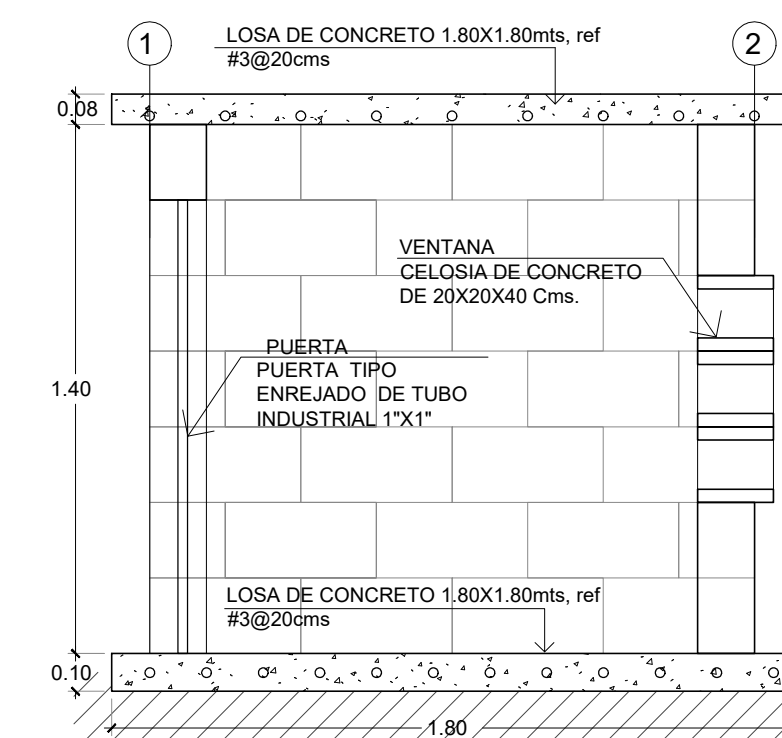 1
2
LOSA DE CONCRETO 1.80X1.80mts, ref
#3@20cms
0.08
VENTANA
CELOSIA DE CONCRETO
DE 20X20X40 Cms.
PUERTA
PUERTA TIPO
ENREJADO DE TUBO
INDUSTRIAL 1"X1"
1.40
LOSA DE CONCRETO 1.80X1.80mts, ref
#3@20cms
0.10
1.80